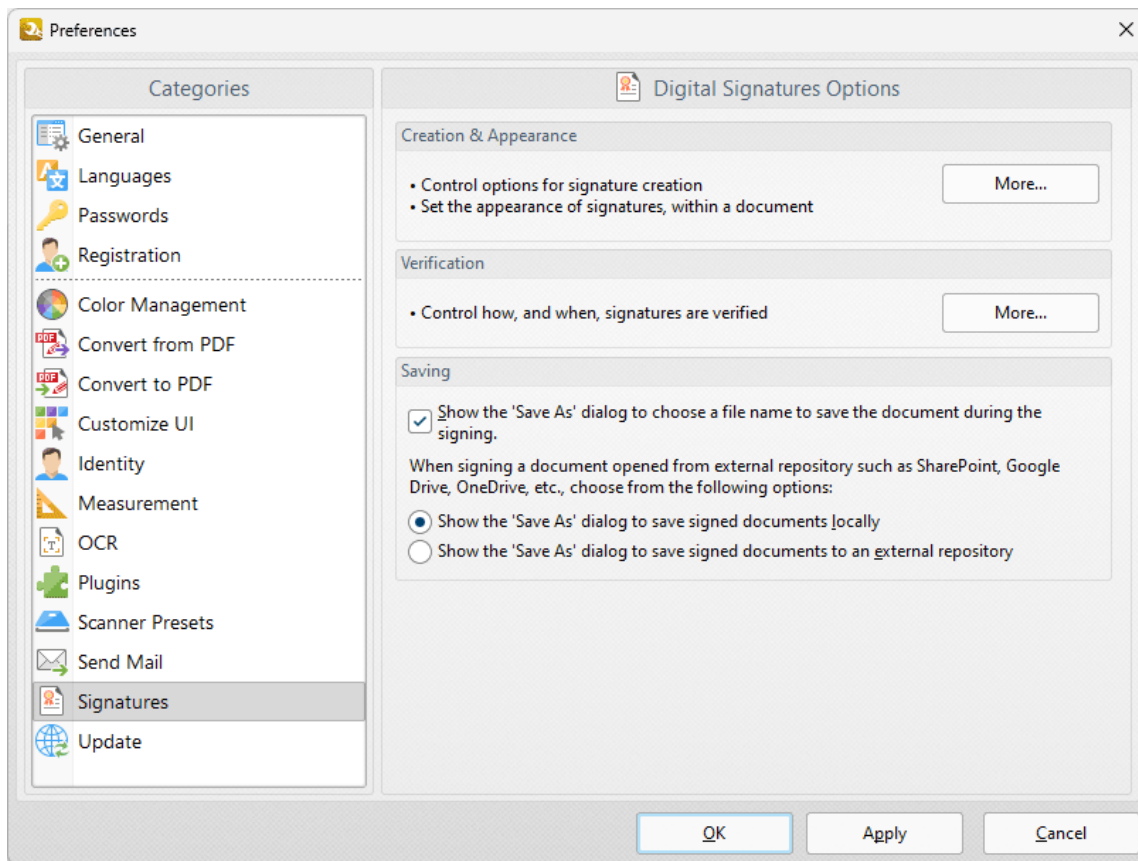 Preferences
Categories
General
Languages
Passwords
Registration
Color Management
Convert from PDF
Convert to PDF
Customize UI
Identity
Measurement
OCR
Plugins
Scanner Presets
Send Mail
Signatures
Update
Digital Signatures Options
Creation & Appearance
• Control options for signature creation
• Set the appearance of signatures, within a document
More...
Verification
• Control how, and when, signatures are verified
More...
Saving
Show the 'Save As' dialog to choose a file name to save the document during the
signing.
When signing a document opened from external repository such as SharePoint, Google
Drive, OneDrive, etc., choose from the following options:
Show the 'Save As' dialog to save signed documents locally
Show the 'Save As' dialog to save signed documents to an external repository
OK
Apply
Cancel